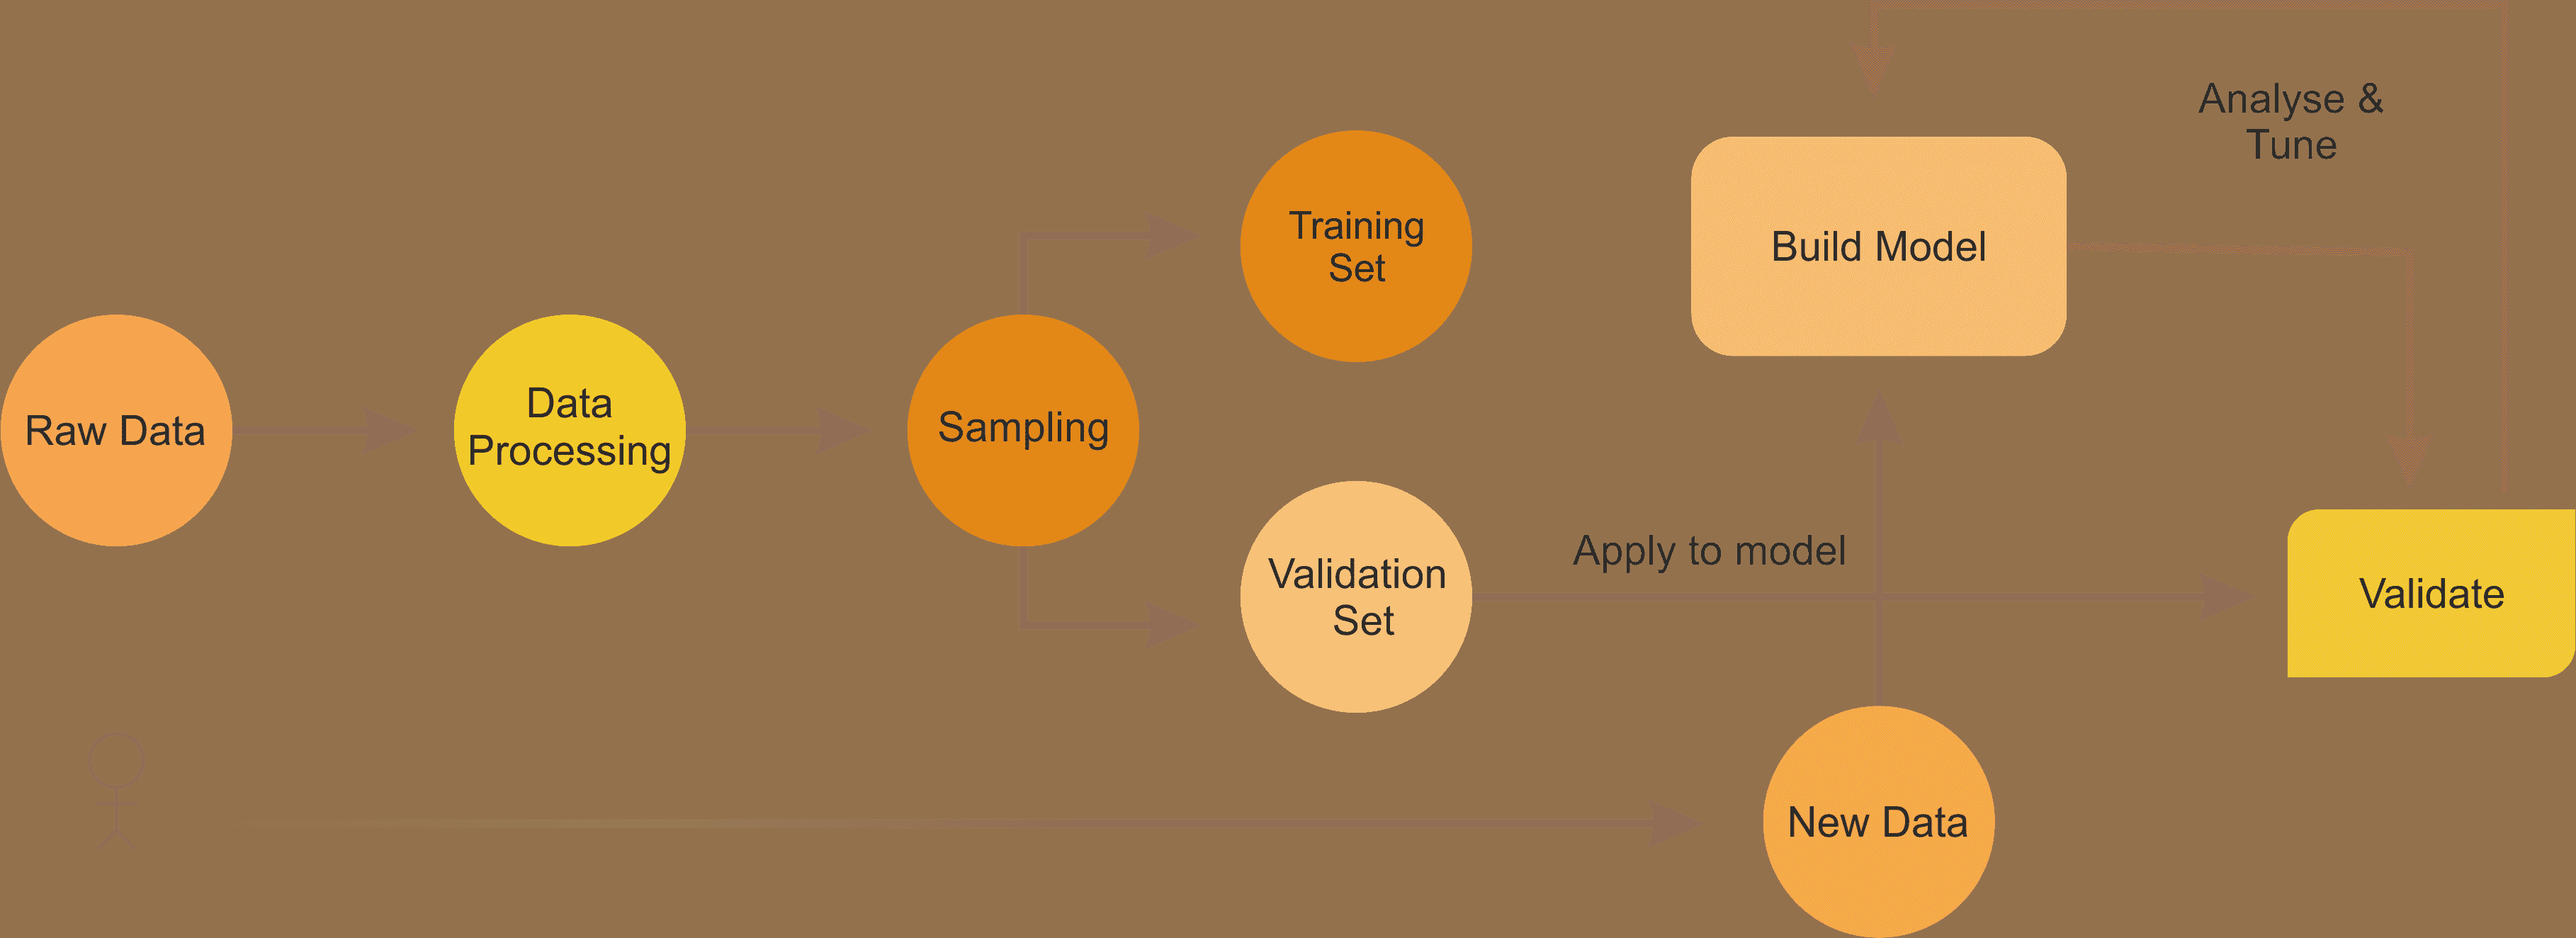 Raw Data
Data
Processing
Sampling
Training
Set
Validation
Set
Build Model
Analyse &
Tune
Apply to model
Validate
New Data